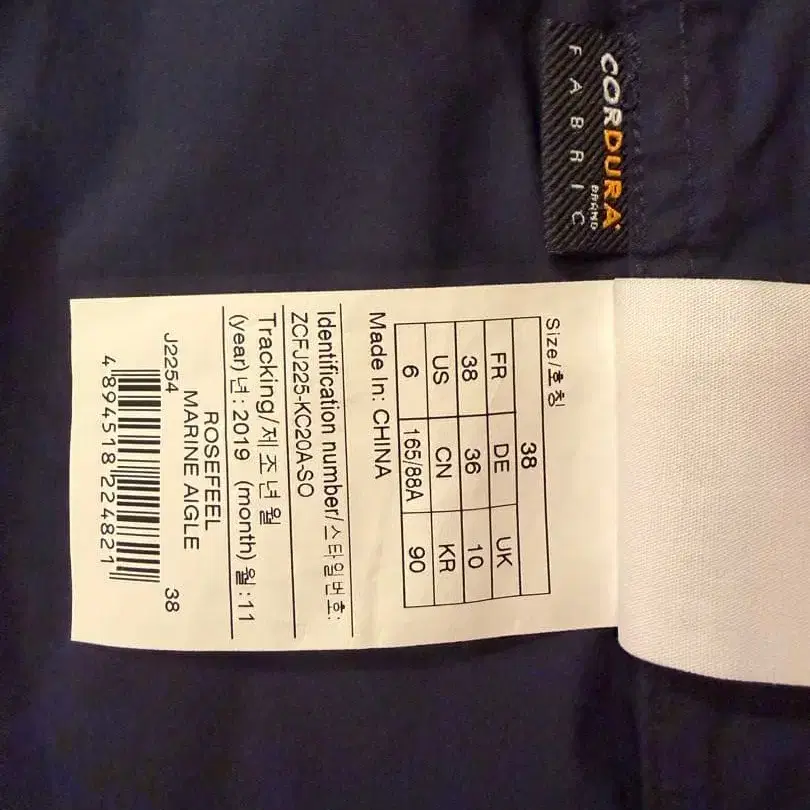 CORDURA
BRAND
FABRIC
Size/호칭
38
FR DE UK
38 36 10
US CN KR
6 165/88A 90
Made In: CHINA
Identification number/스타일번호:
ZCFJ225-KC20A-SO
Tracking/제조년월
(year)년:2019 (month)월:11
ROSEFEEL
MARINE AIGLE
J2254 38
4 894518 224821